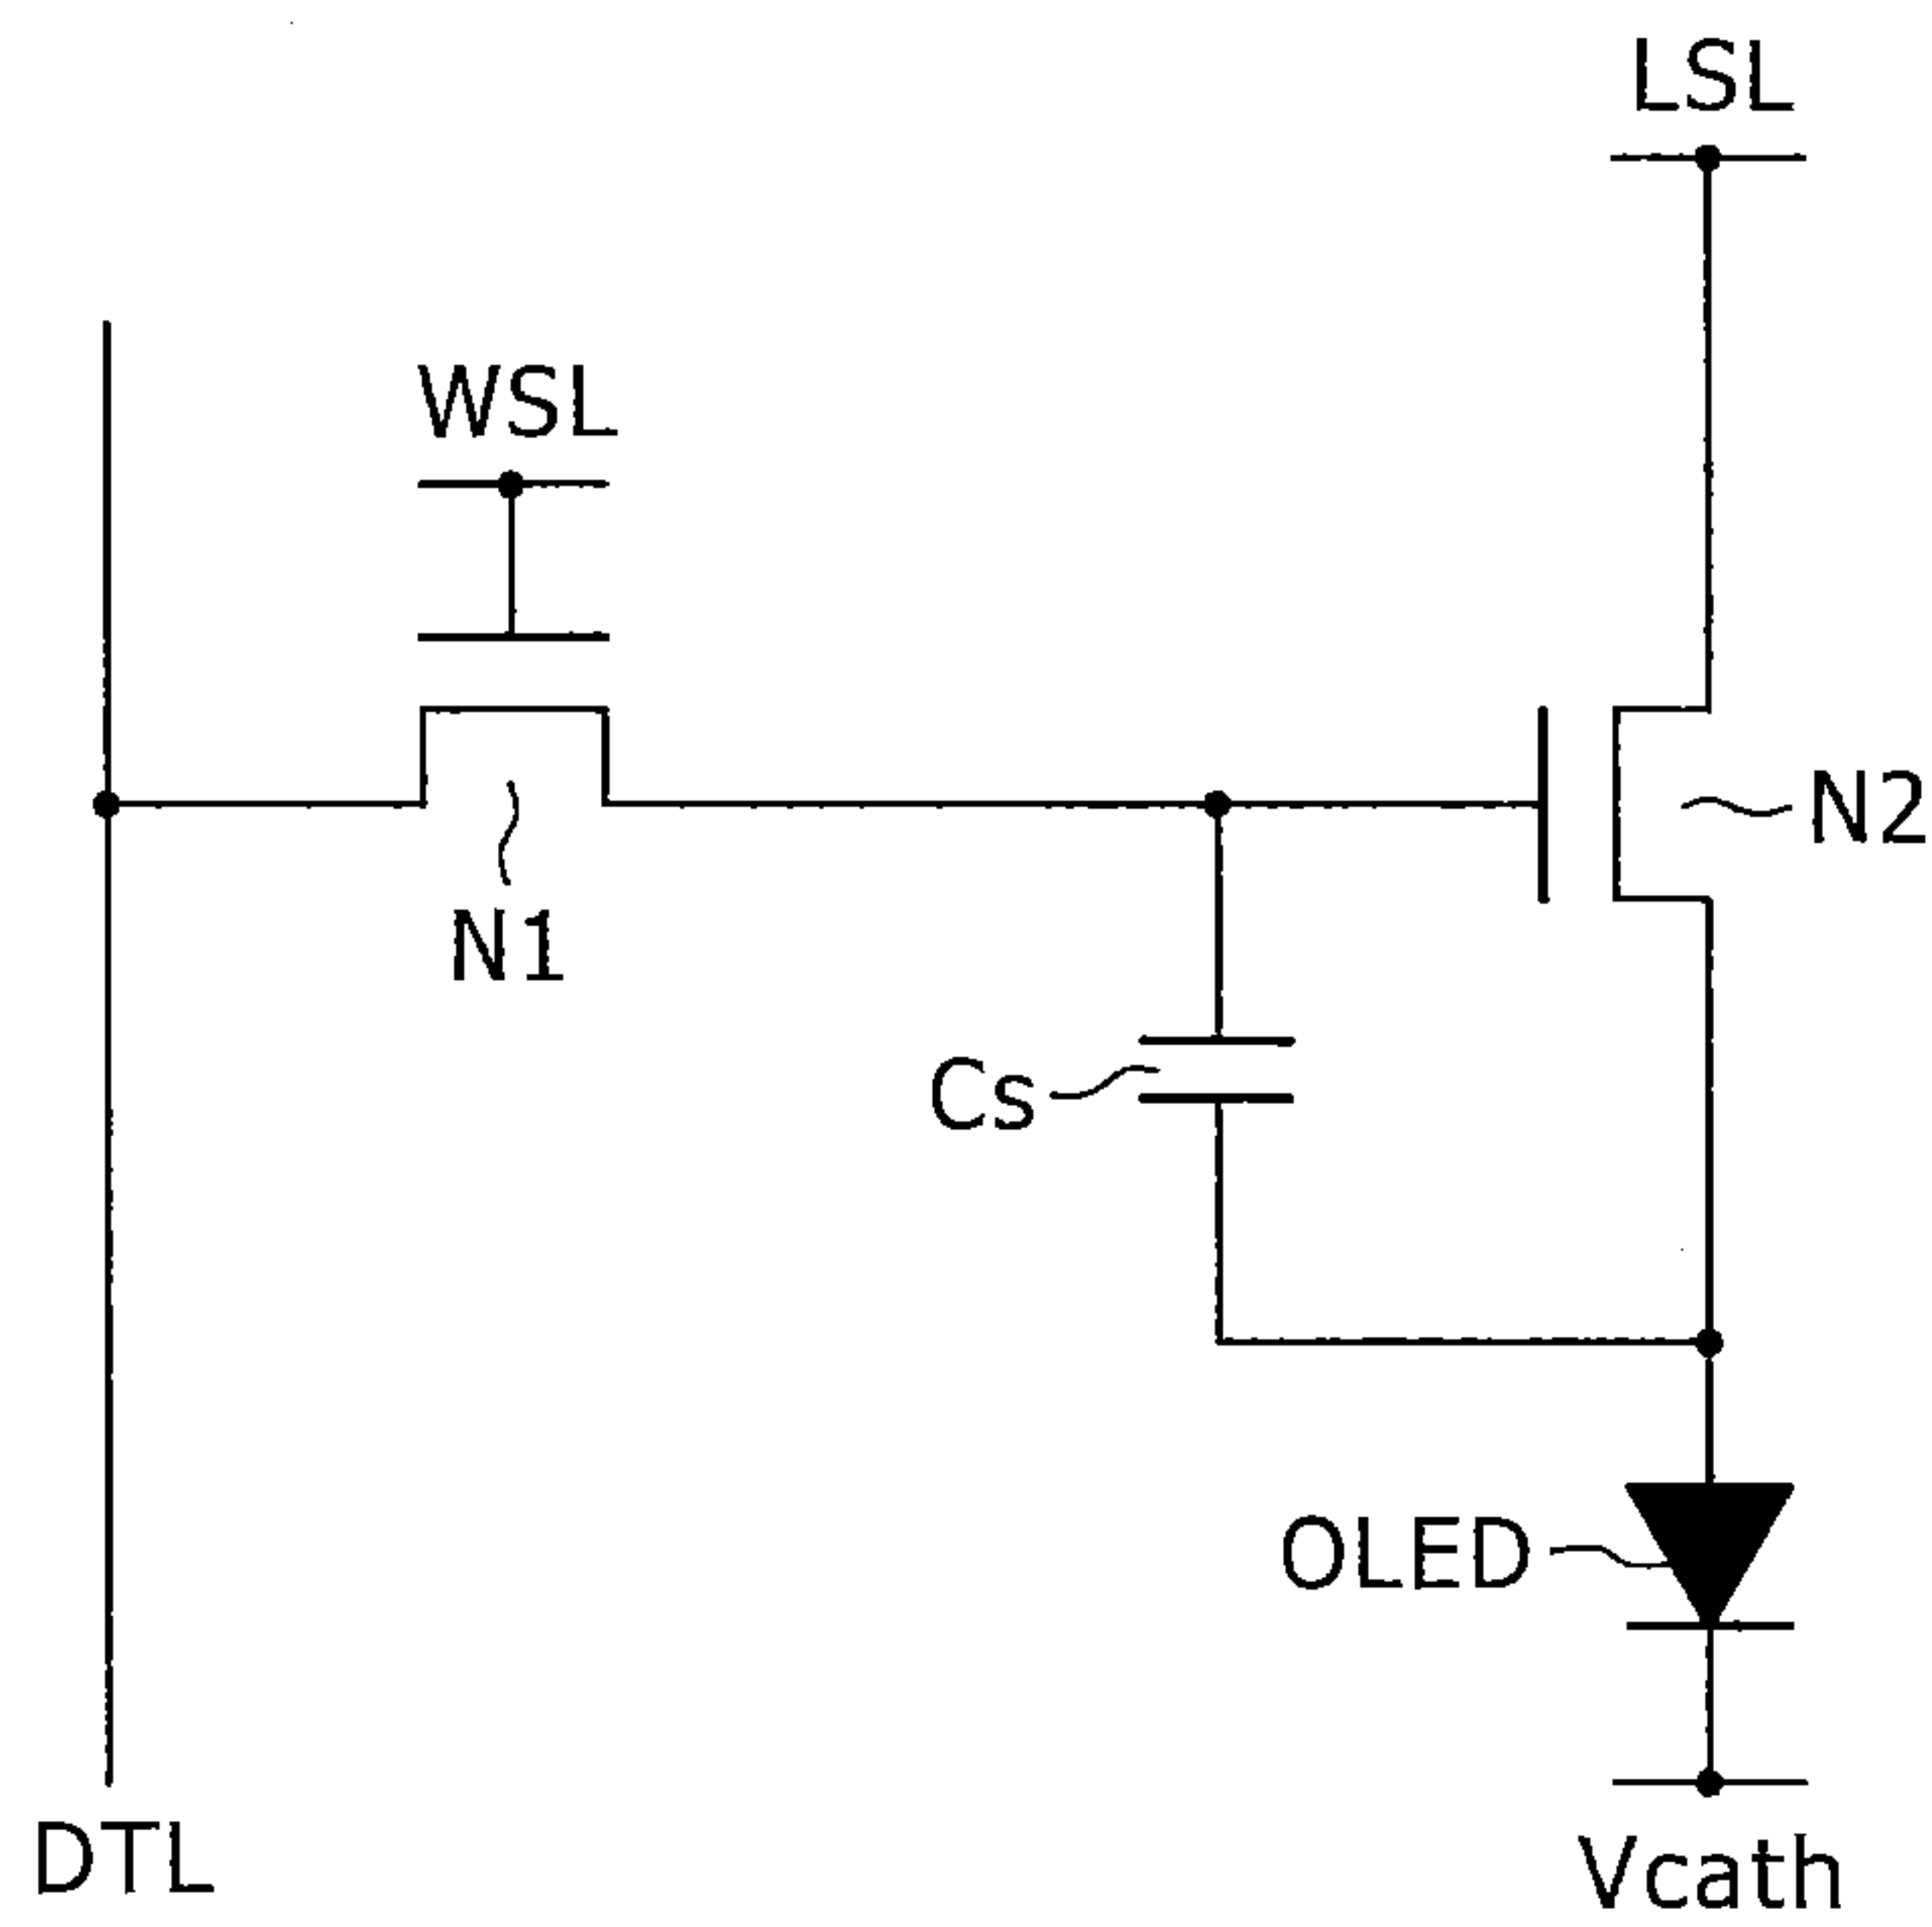 LSL
WSL
N2
N1
Cs
OLED
DTL
Vcath